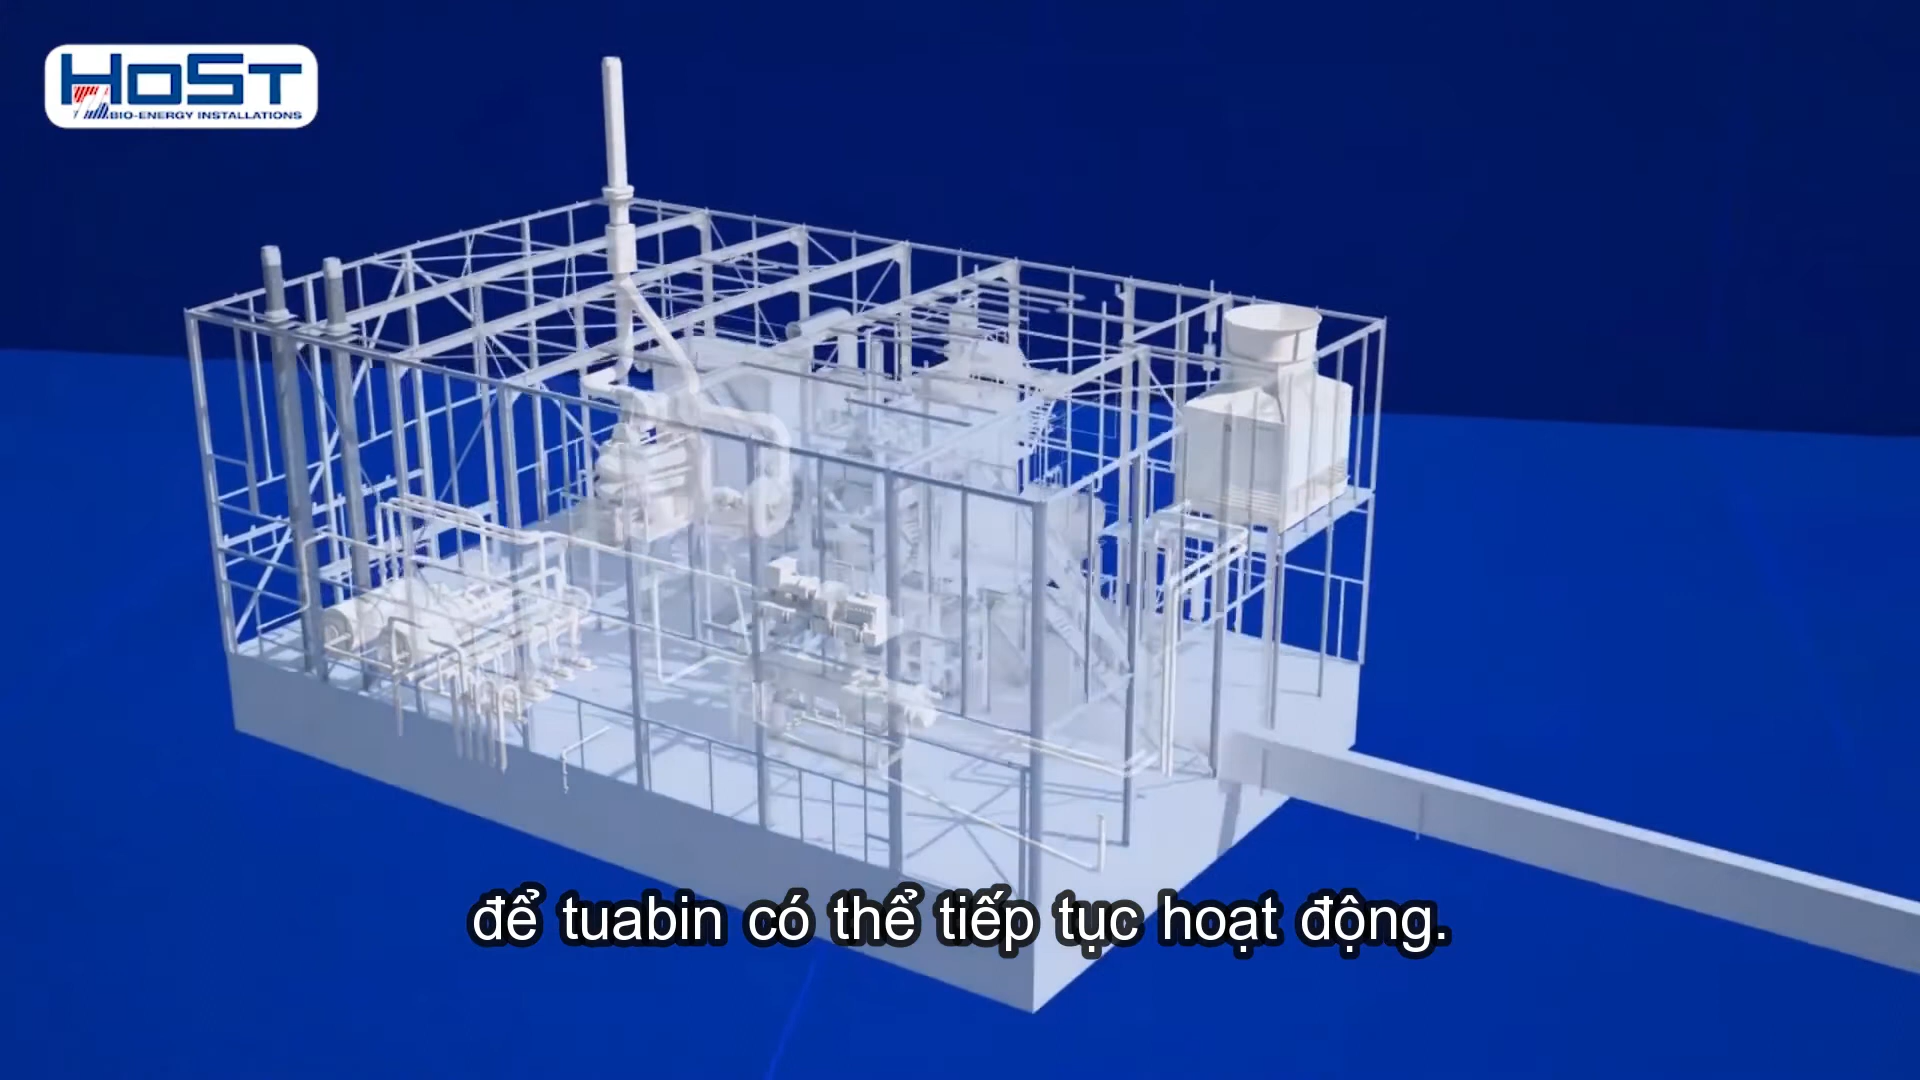 HoSt
BIO-ENERGY INSTALLATIONS
để tuabin có thể tiếp tục hoạt động.